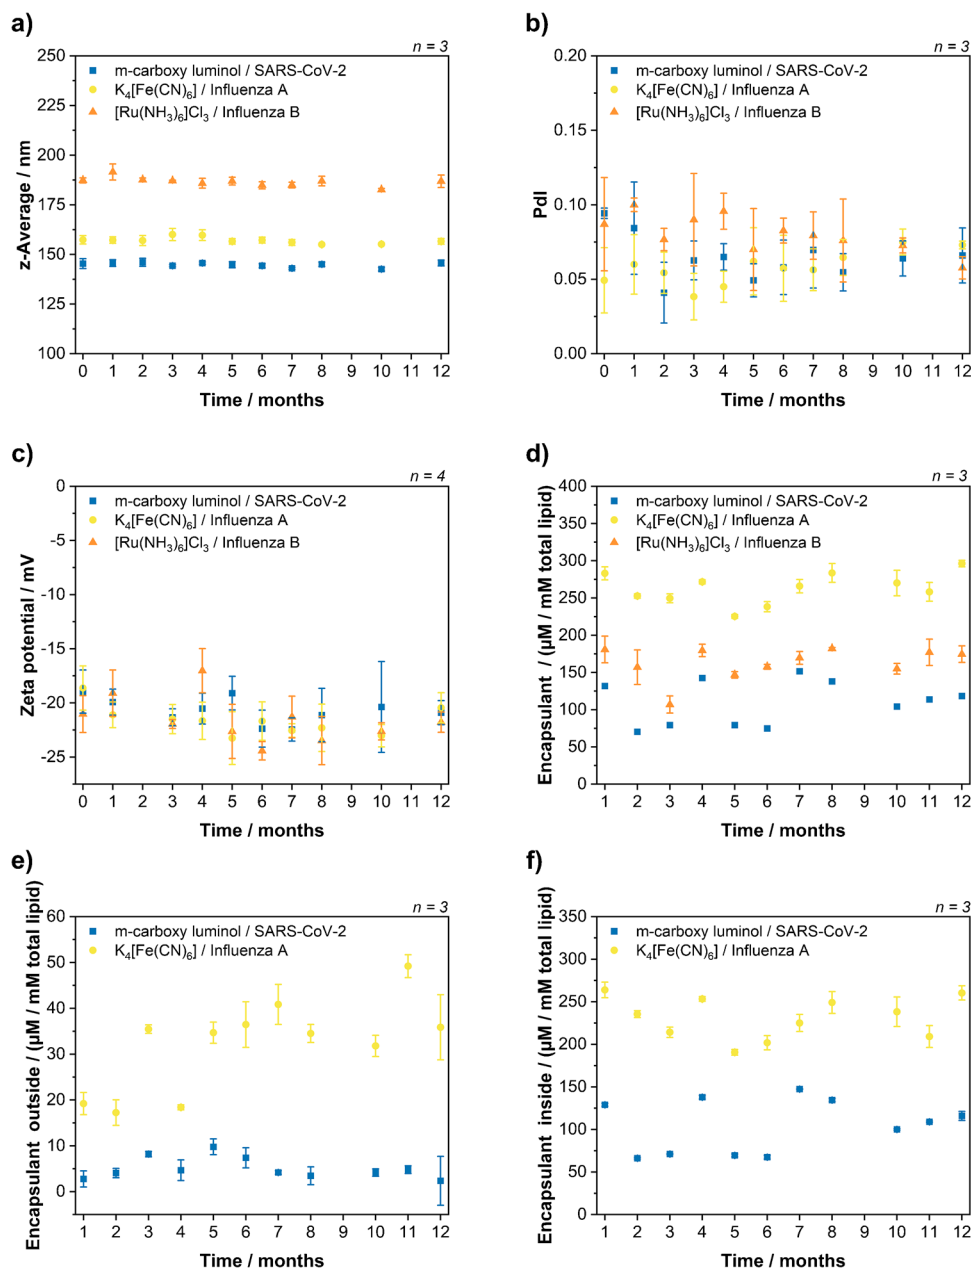 a)
n = 3
250
225
200
175
150
125
100
z-Average / nm
m-carboxy luminol / SARS-CoV-2
K4[Fe(CN)6] / Influenza A
[Ru(NH3)6]Cl3 / Influenza B
0 1 2 3 4 5 6 7 8 9 10 11 12
Time / months
b)
n = 3
0.20
0.15
0.10
0.05
0.00
PdI
m-carboxy luminol / SARS-CoV-2
K4[Fe(CN)6] / Influenza A
[Ru(NH3)6]Cl3 / Influenza B
0 1 2 3 4 5 6 7 8 9 10 11 12
Time / months
c)
n = 4
0
-5
-10
-15
-20
-25
Zeta potential / mV
m-carboxy luminol / SARS-CoV-2
K4[Fe(CN)6] / Influenza A
[Ru(NH3)6]Cl3 / Influenza B
0 1 2 3 4 5 6 7 8 9 10 11 12
Time / months
d)
n = 3
400
350
300
250
200
150
100
50
0
Encapsulant / (µM / mM total lipid)
m-carboxy luminol / SARS-CoV-2
K4[Fe(CN)6] / Influenza A
[Ru(NH3)6]Cl3 / Influenza B
1 2 3 4 5 6 7 8 9 10 11 12
Time / months
e)
n = 3
60
50
40
30
20
10
0
Encapsulant outside / (µM / mM total lipid)
m-carboxy luminol / SARS-CoV-2
K4[Fe(CN)6] / Influenza A
1 2 3 4 5 6 7 8 9 10 11 12
Time / months
f)
n = 3
350
300
250
200
150
100
50
0
Encapsulant inside / (µM / mM total lipid)
m-carboxy luminol / SARS-CoV-2
K4[Fe(CN)6] / Influenza A
1 2 3 4 5 6 7 8 9 10 11 12
Time / months